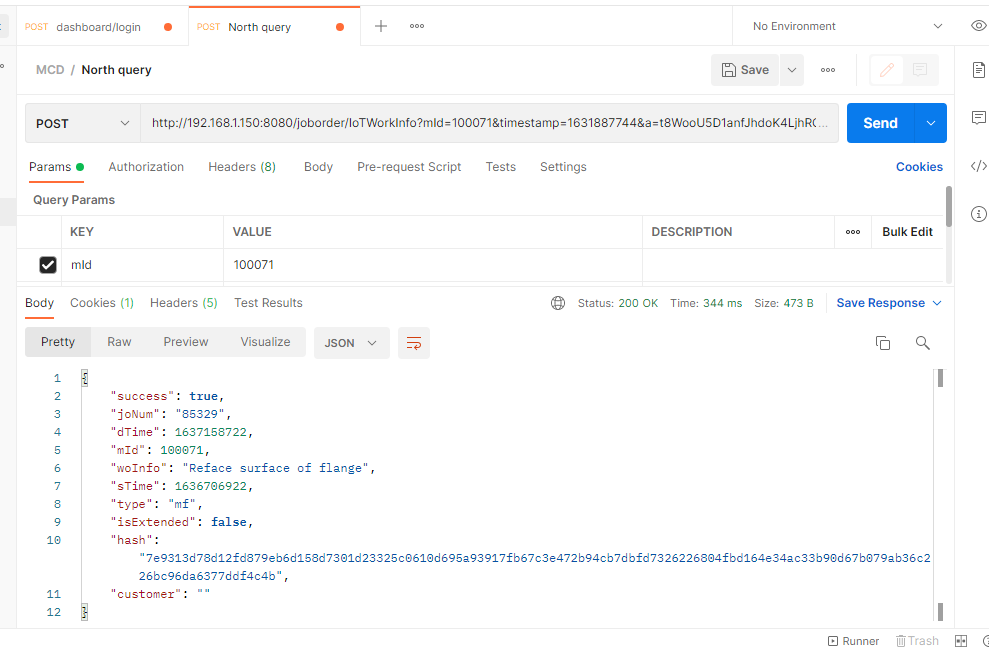 POST dashboard/login
POST North query
No Environment
MCD / North query
Save
POST
http://192.168.1.150:8080/joborder/IoTWorkInfo?mId=100071&timestamp=1631887744&a=t8WooU5D1anfJhdoK4LjhR(...
Send
Params
Authorization
Headers (8)
Body
Pre-request Script
Tests
Settings
Cookies
Query Params
KEY
VALUE
DESCRIPTION
Bulk Edit
mId
100071
Body
Cookies (1)
Headers (5)
Test Results
Status: 200 OK
Time: 344 ms
Size: 473 B
Save Response
Pretty
Raw
Preview
Visualize
JSON
1 {
2 "success": true,
3 "joNum": "85329",
4 "dTime": 1637158722,
5 "mId": 100071,
6 "woInfo": "Reface surface of flange",
7 "sTime": 1636706922,
8 "type": "mf",
9 "isExtended": false,
10 "hash":
"7e9313d78d12fd879eb6d158d7301d23325c0610d695a93917fb67c3e472b94cb7dbfd7326226804fbd164e34ac33b90d67b079ab36c2
26bc96da6377ddf4c4b",
11 "customer": ""
12 }
Runner
Trash